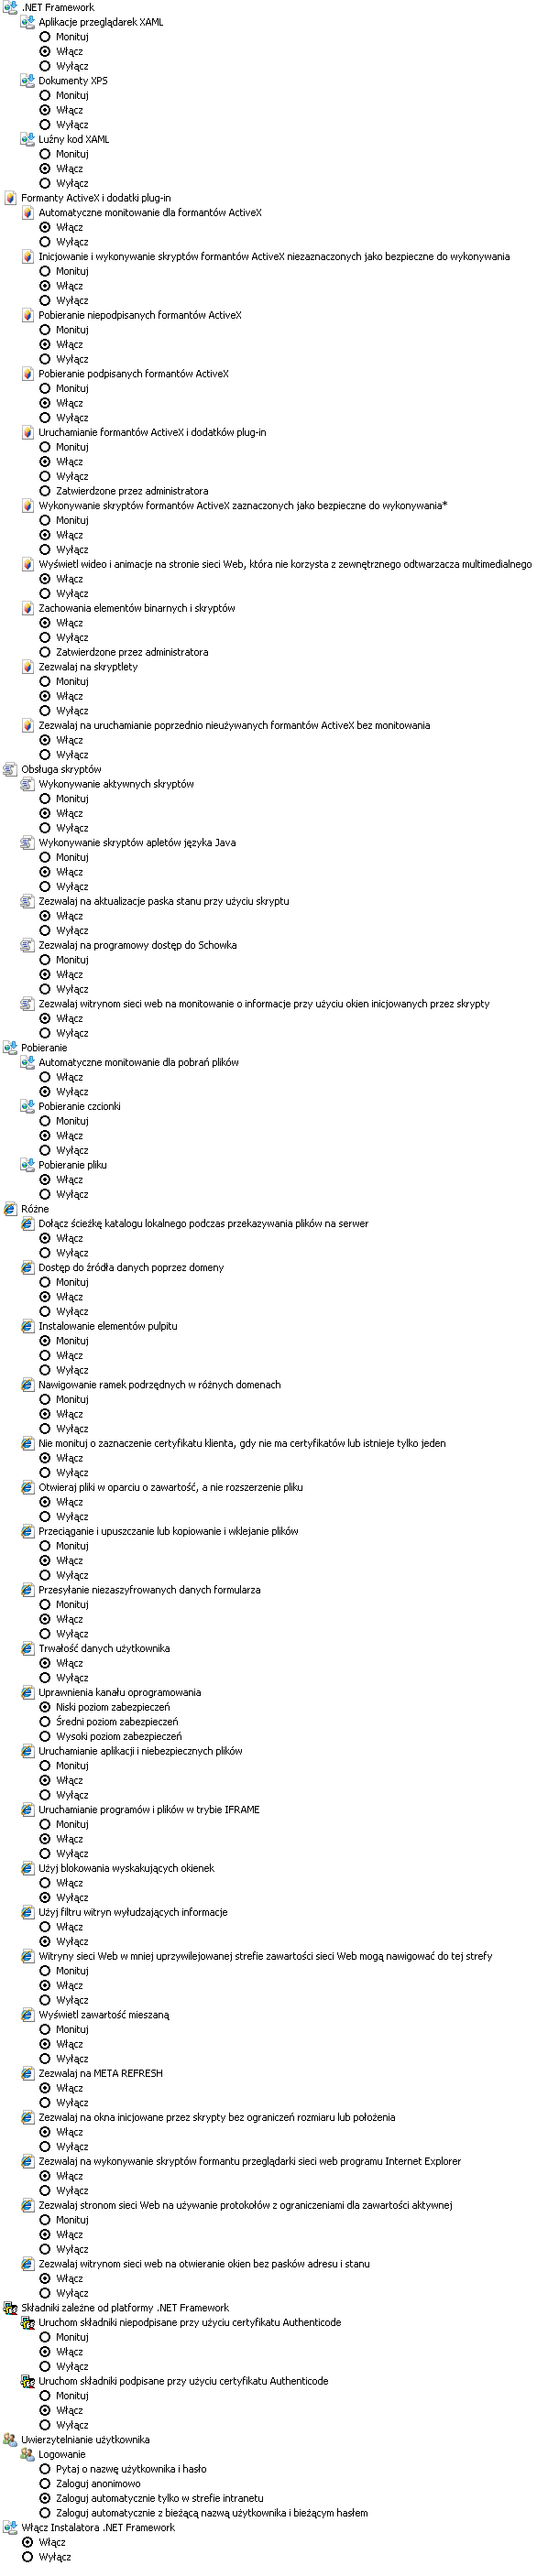 .NET Framework
Aplikacje przeglądarek XAML
Monituj
Włącz
Wyłącz
Dokumenty XPS
Monituj
Włącz
Wyłącz
Luźny kod XAML
Monituj
Włącz
Wyłącz
Formanty ActiveX i dodatki plug-in
Automatyczne monitowanie dla formantów ActiveX
Włącz
Wyłącz
Inicjowanie i wykonywanie skryptów formantów ActiveX niezaznaczonych jako bezpieczne do wykonywania
Monituj
Włącz
Wyłącz
Pobieranie niepodpisanych formantów ActiveX
Monituj
Włącz
Wyłącz
Pobieranie podpisanych formantów ActiveX
Monituj
Włącz
Wyłącz
Uruchamianie formantów ActiveX i dodatków plug-in
Monituj
Włącz
Wyłącz
Zatwierdzone przez administratora
Wykonywanie skryptów formantów ActiveX zaznaczonych jako bezpieczne do wykonywania*
Monituj
Włącz
Wyłącz
Wyświetl wideo i animacje na stronie sieci Web, która nie korzysta z zewnętrznego odtwarzacza multimedialnego
Włącz
Wyłącz
Zachowania elementów binarnych i skryptów
Włącz
Wyłącz
Zatwierdzone przez administratora
Zezwalaj na skryptlety
Monituj
Włącz
Wyłącz
Zezwalaj na uruchamianie poprzednio nieużywanych formantów ActiveX bez monitowania
Włącz
Wyłącz
Obsługa skryptów
Wykonywanie aktywnych skryptów
Monituj
Włącz
Wyłącz
Wykonywanie skryptów apletów języka Java
Monituj
Włącz
Wyłącz
Zezwalaj na aktualizacje paska stanu przy użyciu skryptu
Włącz
Wyłącz
Zezwalaj na programowy dostęp do Schowka
Monituj
Włącz
Wyłącz
Zezwalaj witrynom sieci web na monitowanie o informacje przy użyciu okien inicjowanych przez skrypty
Włącz
Wyłącz
Pobieranie
Automatyczne monitowanie dla pobrań plików
Włącz
Wyłącz
Pobieranie czcionki
Monituj
Włącz
Wyłącz
Pobieranie pliku
Włącz
Wyłącz
Różne
Dołącz ścieżkę katalogu lokalnego podczas przekazywania plików na serwer
Włącz
Wyłącz
Dostęp do źródła danych poprzez domeny
Monituj
Włącz
Wyłącz
Instalowanie elementów pulpitu
Monituj
Włącz
Wyłącz
Nawigowanie ramek podrzędnych w różnych domenach
Monituj
Włącz
Wyłącz
Nie monituj o zaznaczenie certyfikatu klienta, gdy nie ma certyfikatów lub istnieje tylko jeden
Włącz
Wyłącz
Otwieraj pliki w oparciu o zawartość, a nie rozszerzenie pliku
Włącz
Wyłącz
Przeciąganie i upuszczanie lub kopiowanie i wklejanie plików
Monituj
Włącz
Wyłącz
Przesyłanie niezaszyfrowanych danych formularza
Monituj
Włącz
Wyłącz
Trwałość danych użytkownika
Włącz
Wyłącz
Uprawnienia kanału oprogramowania
Niski poziom zabezpieczeń
Średni poziom zabezpieczeń
Wysoki poziom zabezpieczeń
Uruchamianie aplikacji i niebezpiecznych plików
Monituj
Włącz
Wyłącz
Uruchamianie programów i plików w trybie IFRAME
Monituj
Włącz
Wyłącz
Użyj blokowania wyskakujących okienek
Włącz
Wyłącz
Użyj filtru witryn wyłudzających informacje
Włącz
Wyłącz
Witryny sieci Web w mniej uprzywilejowanej strefie zawartości sieci Web mogą nawigować do tej strefy
Monituj
Włącz
Wyłącz
Wyświetl zawartość mieszaną
Monituj
Włącz
Wyłącz
Zezwalaj na META REFRESH
Włącz
Wyłącz
Zezwalaj na okna inicjowane przez skrypty bez ograniczeń rozmiaru lub położenia
Włącz
Wyłącz
Zezwalaj na wykonywanie skryptów formantu przeglądarki sieci web programu Internet Explorer
Włącz
Wyłącz
Zezwalaj stronom sieci Web na używanie protokołów z ograniczeniami dla zawartości aktywnej
Monituj
Włącz
Wyłącz
Zezwalaj witrynom sieci web na otwieranie okien bez pasków adresu i stanu
Włącz
Wyłącz
Składniki zależne od platformy .NET Framework
Uruchom składniki niepodpisane przy użyciu certyfikatu Authenticode
Monituj
Włącz
Wyłącz
Uruchom składniki podpisane przy użyciu certyfikatu Authenticode
Monituj
Włącz
Wyłącz
Uwierzytelnianie użytkownika
Logowanie
Pytaj o nazwę użytkownika i hasło
Zaloguj anonimowo
Zaloguj automatycznie tylko w strefie intranetu
Zaloguj automatycznie z bieżącą nazwą użytkownika i bieżącym hasłem
Włącz Instalatora .NET Framework
Włącz
Wyłącz